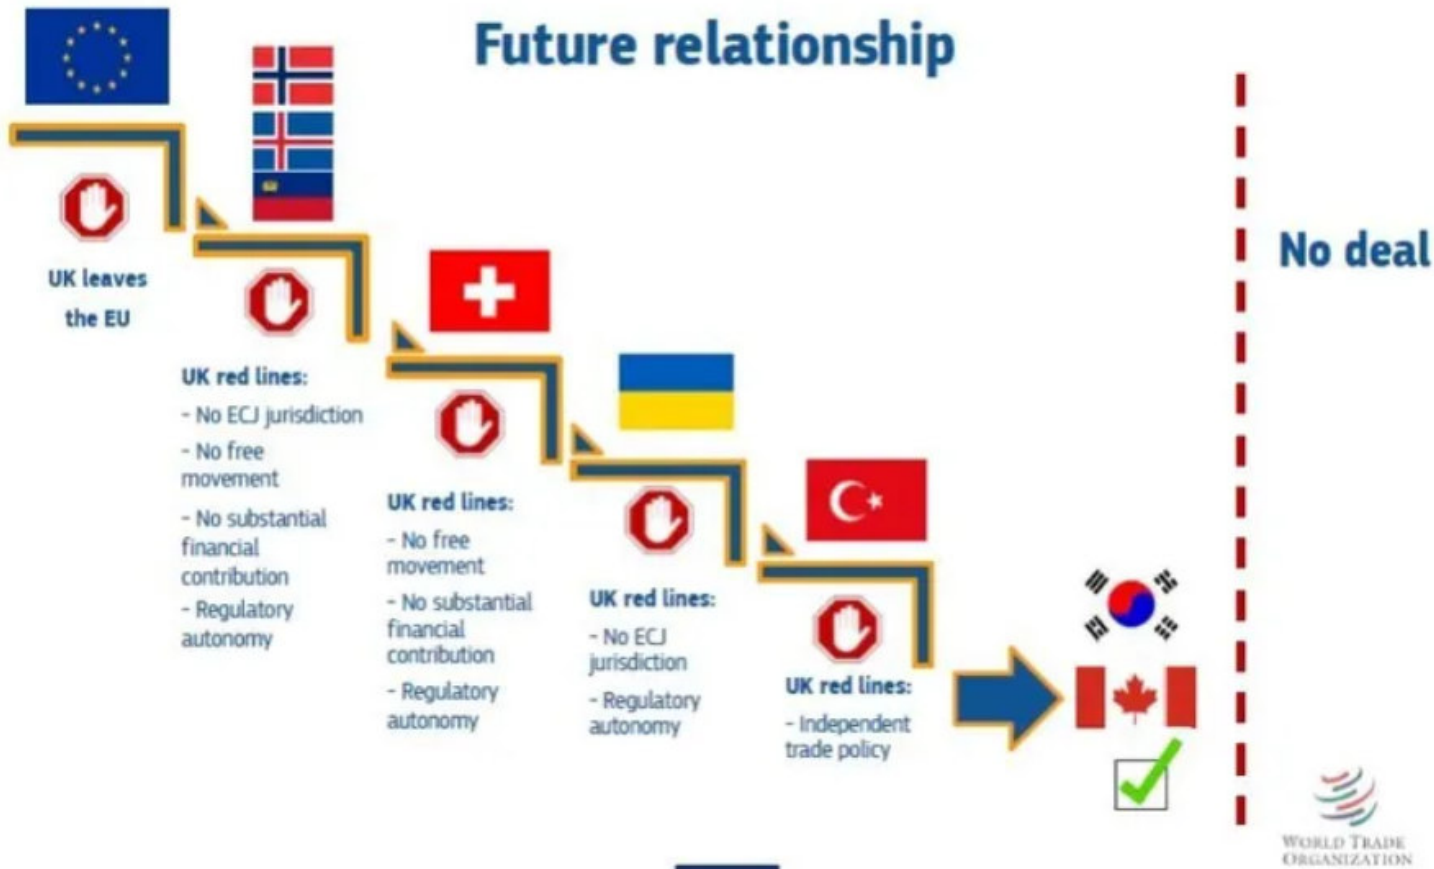 Future relationship
No deal
UK leaves
the EU
UK red lines:
- No ECJ jurisdiction
- No free
movement
- No substantial
financial
contribution
- Regulatory
autonomy
UK red lines:
- No free
movement
- No substantial
financial
contribution
- Regulatory
autonomy
UK red lines:
- No ECJ
jurisdiction
- Regulatory
autonomy
UK red lines:
- Independent
trade policy
WORLD TRADE
ORGANIZATION